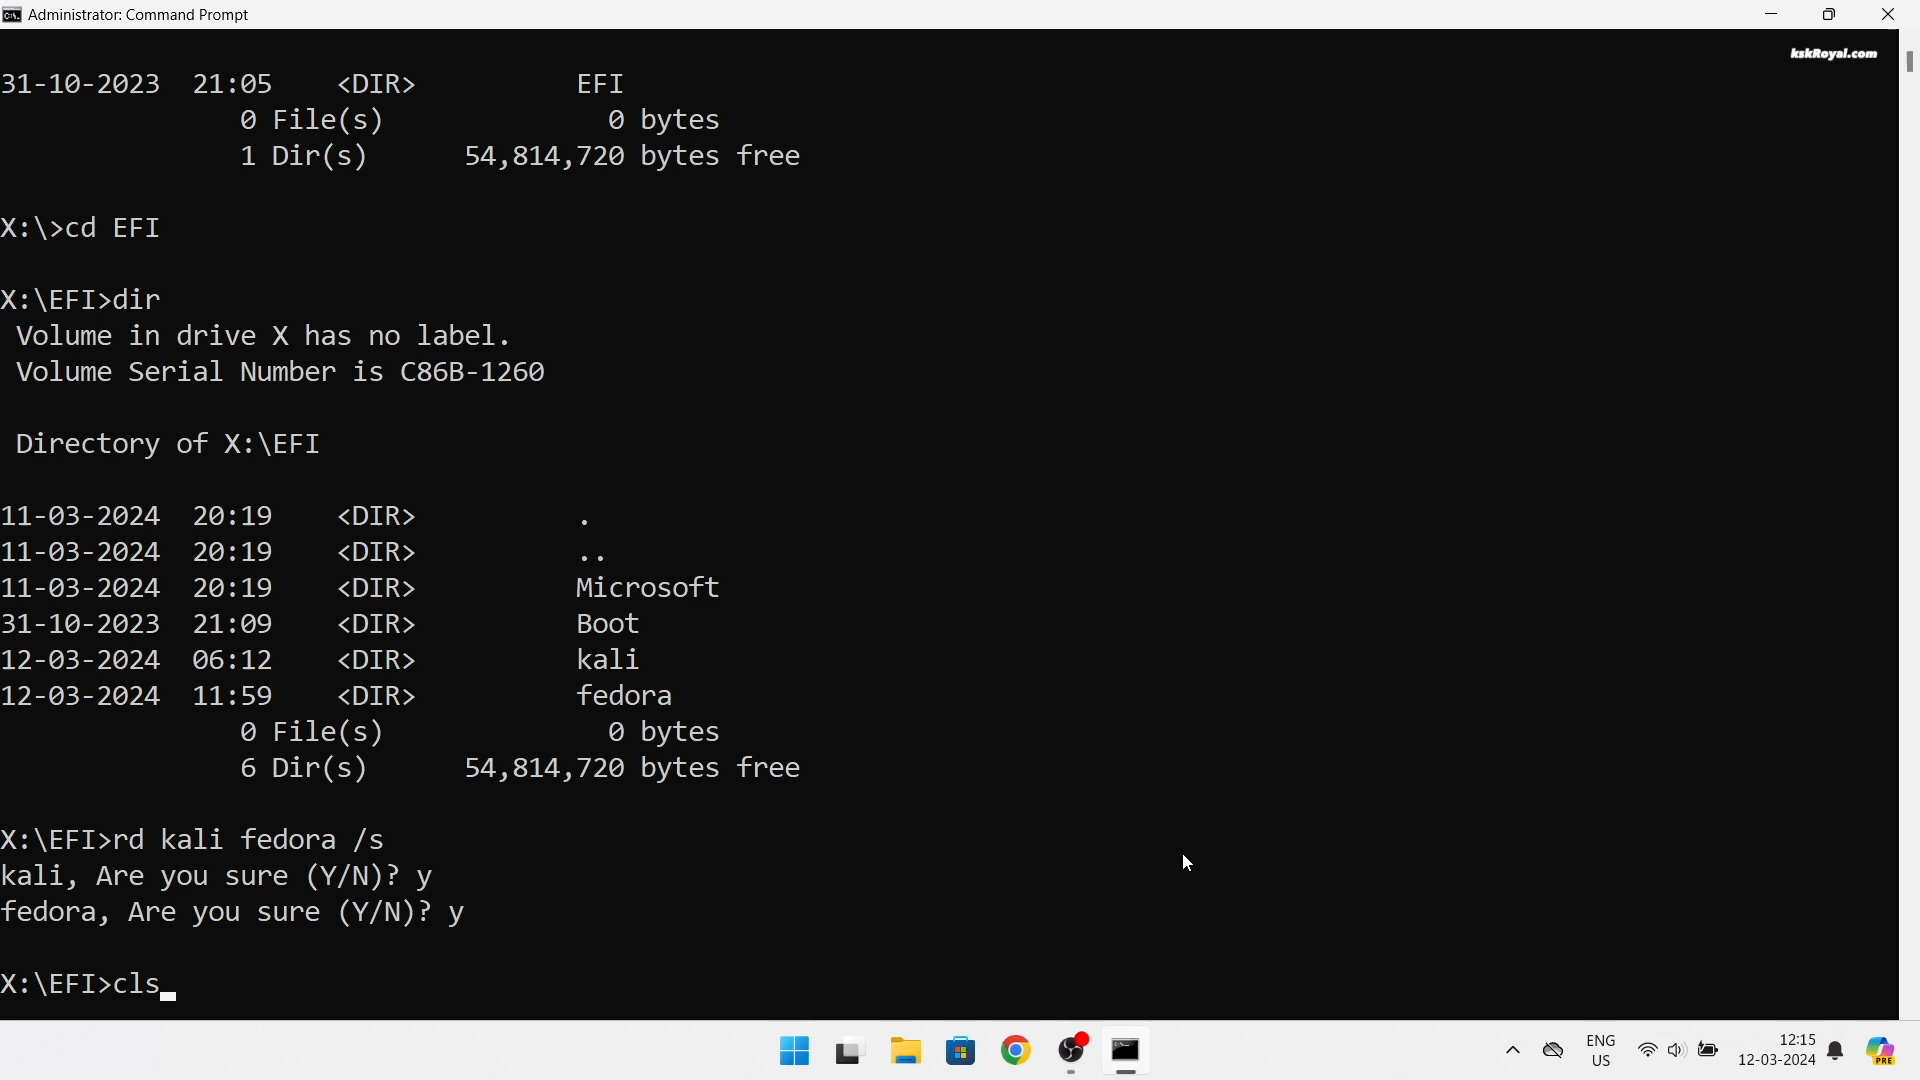 Administrator: Command Prompt
kskRoyal.com
31-10-2023  21:05    <DIR>          EFI
               0 File(s)              0 bytes
               1 Dir(s)      54,814,720 bytes free
X:\>cd EFI
X:\EFI>dir
 Volume in drive X has no label.
 Volume Serial Number is C86B-1260
 Directory of X:\EFI
11-03-2024  20:19    <DIR>          .
11-03-2024  20:19    <DIR>          ..
11-03-2024  20:19    <DIR>          Microsoft
31-10-2023  21:09    <DIR>          Boot
12-03-2024  06:12    <DIR>          kali
12-03-2024  11:59    <DIR>          fedora
               0 File(s)              0 bytes
               6 Dir(s)      54,814,720 bytes free
X:\EFI>rd kali fedora /s
kali, Are you sure (Y/N)? y
fedora, Are you sure (Y/N)? y
X:\EFI>cls
ENG
US
12:15
12-03-2024
PRE